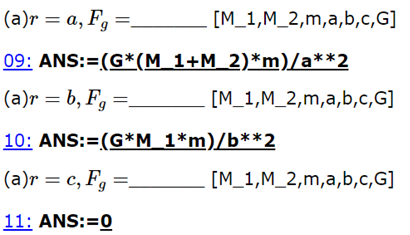 (a)r = a, F_g =_______ [M_1,M_2,m,a,b,c,G]
09: ANS:=(G*(M_1+M_2)*m)/a**2
(a)r = b, F_g =_______ [M_1,M_2,m,a,b,c,G]
10: ANS:=(G*M_1*m)/b**2
(a)r = c, F_g =_______ [M_1,M_2,m,a,b,c,G]
11: ANS:=0